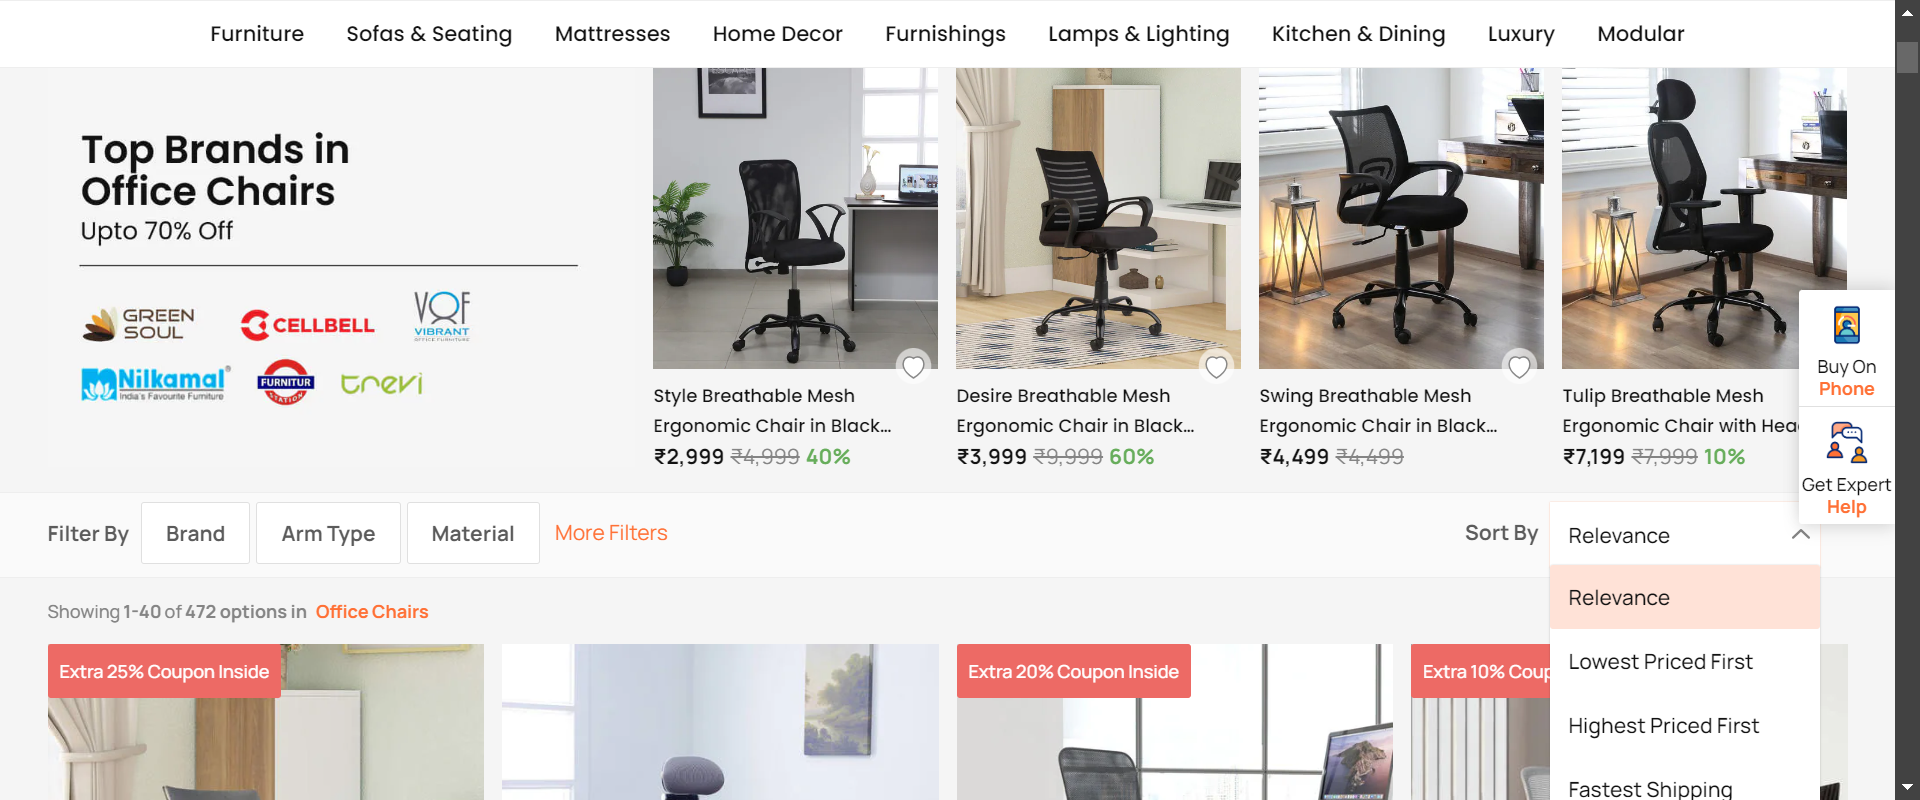 Furniture Sofas & Seating Mattresses Home Decor Furnishings Lamps & Lighting Kitchen & Dining Luxury Modular
Top Brands in
Office Chairs
Upto 70% Off
GREEN
SOUL
CELLBELL
VOF
VIBRANT
OFFICE FURNITURE
Nilkamal
India's Favourite Furniture
FURNITUR
STATION
trevi
Style Breathable Mesh
Ergonomic Chair in Black...
₹2,999 ₹4,999 40%
Desire Breathable Mesh
Ergonomic Chair in Black...
₹3,999 ₹9,999 60%
Swing Breathable Mesh
Ergonomic Chair in Black...
₹4,499 ₹4,499
Tulip Breathable Mesh
Ergonomic Chair with Hea
₹7,199 ₹7,999 10%
Buy On
Phone
Get Expert
Help
Filter By Brand Arm Type Material More Filters
Sort By Relevance
Relevance
Lowest Priced First
Highest Priced First
Fastest Shipping
Showing 1-40 of 472 options in Office Chairs
Extra 25% Coupon Inside
Extra 20% Coupon Inside
Extra 10% Coup